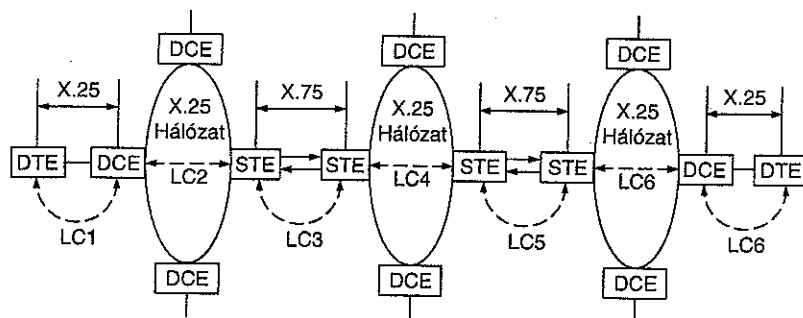 DCE
DCE
DCE
X.25
X.75
X.75
X.25
X.25
Hálózat
X.25
Hálózat
X.25
Hálózat
DTE
DCE
LC2
STE
STE
LC4
STE
STE
LC6
DCE
DTE
LC1
LC3
LC5
LC6
DCE
DCE
DCE